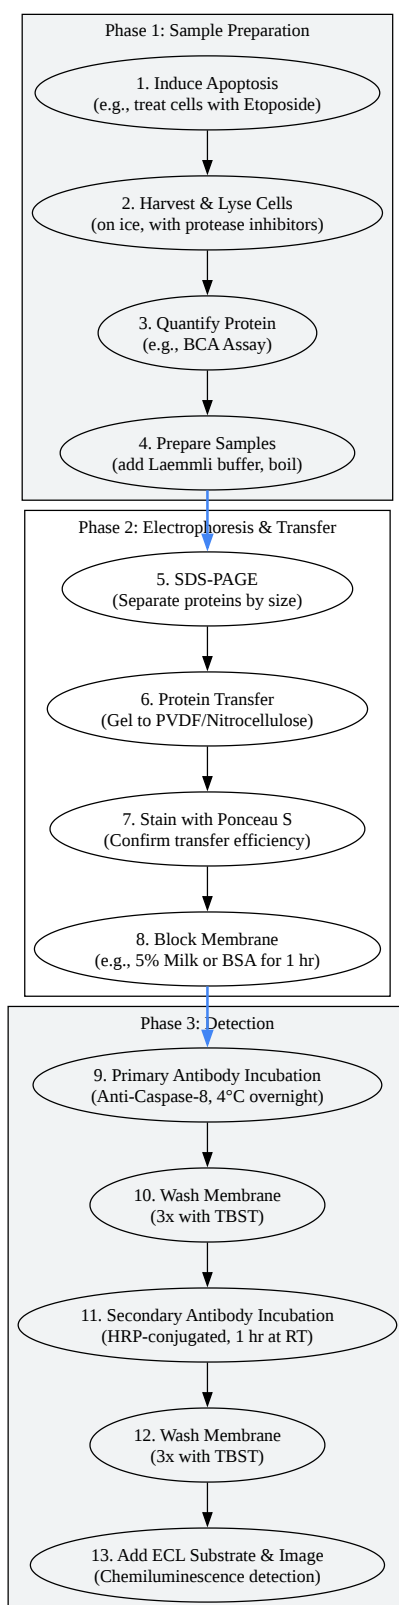 Phase 1: Sample Preparation
1. Induce Apoptosis
(e.g., treat cells with Etoposide)
2. Harvest & Lyse Cells
(on ice, with protease inhibitors)
3. Quantify Protein
(e.g., BCA Assay)
4. Prepare Samples
(add Laemmli buffer, boil)
Phase 2: Electrophoresis & Transfer
5. SDS-PAGE
(Separate proteins by size)
6. Protein Transfer
(Gel to PVDF/Nitrocellulose)
7. Stain with Ponceau S
(Confirm transfer efficiency)
8. Block Membrane
(e.g., 5% Milk or BSA for 1 hr)
Phase 3: Detection
9. Primary Antibody Incubation
(Anti-Caspase-8, 4°C overnight)
10. Wash Membrane
(3x with TBST)
11. Secondary Antibody Incubation
(HRP-conjugated, 1 hr at RT)
12. Wash Membrane
(3x with TBST)
13. Add ECL Substrate & Image
(Chemiluminescence detection)